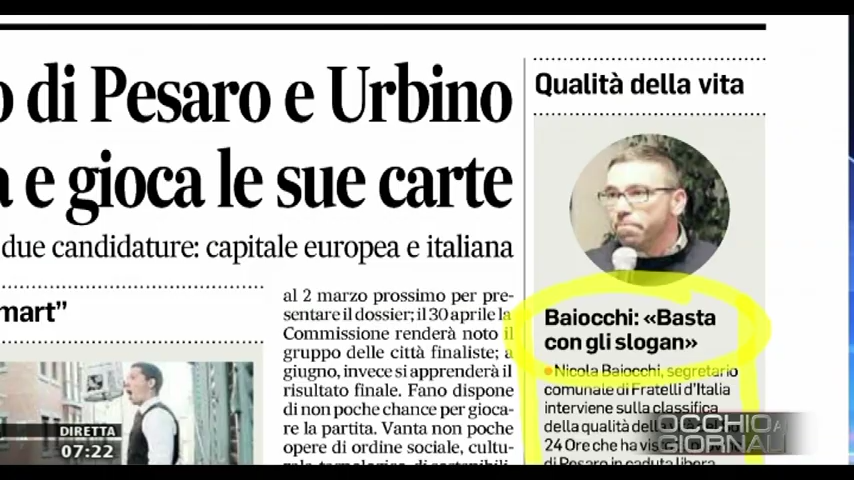 o di Pesaro e Urbino
a e gioca le sue carte
due candidature: capitale europea e italiana
mart”
al 2 marzo prossimo per pre-
sentare il dossier; il 30 aprile la
Commissione renderà noto il
gruppo delle città finaliste; a
giugno, invece si apprenderà il
risultato finale. Fano dispone
di non poche chance per gioca-
re la partita. Vanta non poche
opere di ordine sociale, cultu-
Qualità della vita
Baiocchi: «Basta
con gli slogan»
Nicola Baiocchi, segretario
comunale di Fratelli d'Italia
interviene sulla classifica
della qualità della
24 Ore che ha
di Pesaro in caduta libera
DIRETTA
07:22
OCCHIO A
GIORNALI